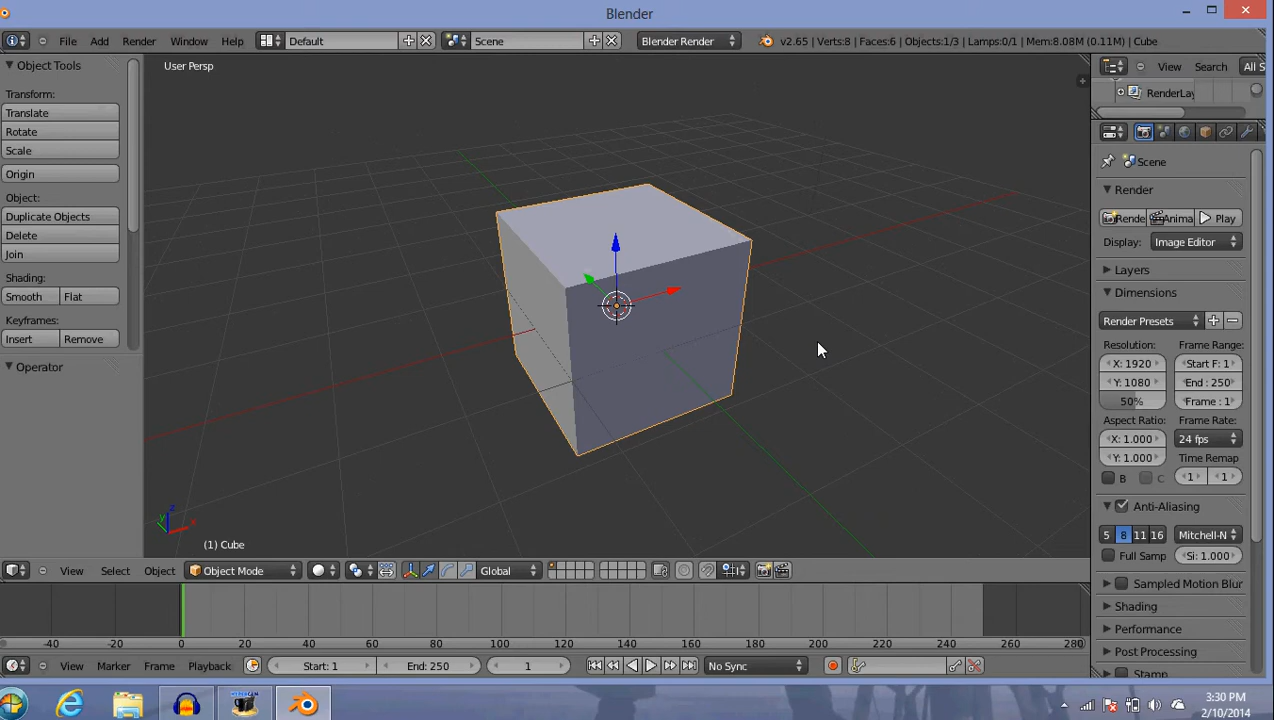 Blender
File Add Render Window Help Default Scene Blender Render v2.65 | Verts:8 | Faces:6 | Objects:1/3 | Lamps:0/1 | Mem:8.08M (0.11M) | Cube
Object Tools
Transform:
Translate
Rotate
Scale
Origin
Object:
Duplicate Objects
Delete
Join
Shading:
Smooth Flat
Keyframes:
Insert Remove
Operator
User Persp
z
y x
(1) Cube
View Select Object Object Mode Global
-40 -20 0 20 40 60 80 100 120 140 160 180 200 220 240 260 280
View Marker Frame Playback Start: 1 End: 250 1 No Sync
View Search All S
RenderLay
Scene
Render
Rende Anima Play
Display: Image Editor
Layers
Dimensions
Render Presets
Resolution: Frame Range:
X: 1920 Start F: 1
Y: 1080 End : 250
50% Frame : 1
Aspect Ratio: Frame Rate:
X: 1.000 24 fps
Y: 1.000 Time Remap
B C 1 1
Anti-Aliasing
5 8 11 16 Mitchell-N
Full Samp Si: 1.000
Sampled Motion Blur
Shading
Performance
Post Processing
Stamp
3:30 PM
2/10/2014